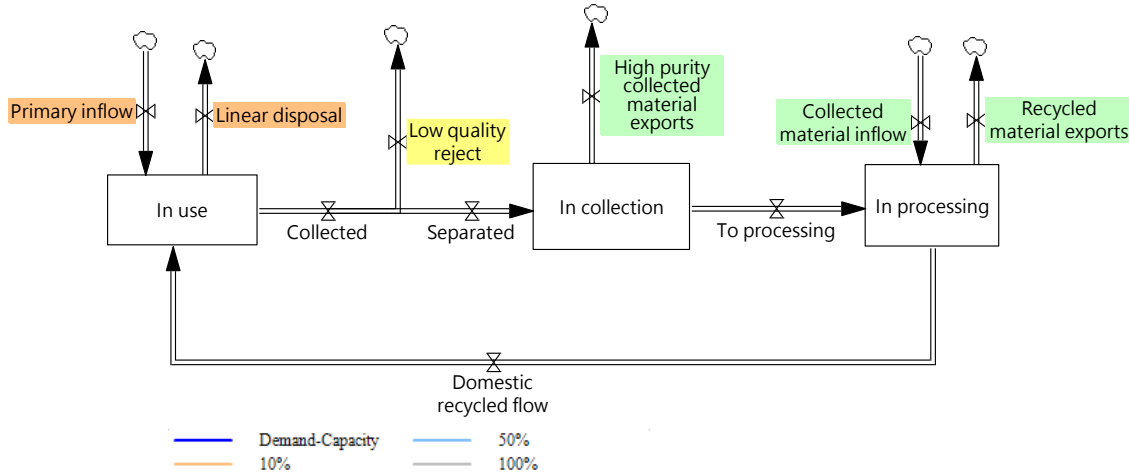 High purity
collected
material
exports
Primary inflow
Linear disposal
Low quality
reject
Collected
material inflow
Recycled
material exports
In use
In collection
In processing
Collected
Separated
To processing
Domestic
recycled flow
Demand-Capacity
50%
10%
100%